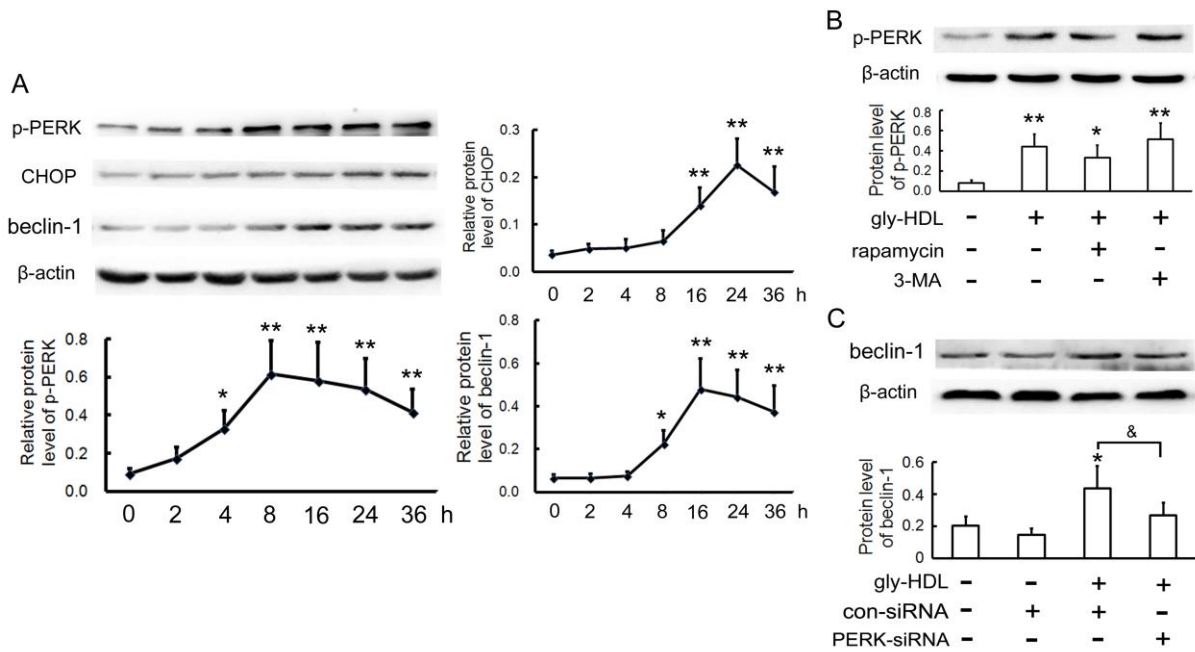 A
p-PERK
CHOP
beclin-1
β-actin
Relative protein
level of CHOP
0.3
0.2
0.1
0.0
** ** **
0 2 4 8 16 24 36 h
Relative protein
level of p-PERK
0.8
0.6
0.4
0.2
0.0
* ** ** ** **
0 2 4 8 16 24 36 h
Relative protein
level of beclin-1
0.8
0.6
0.4
0.2
0.0
* ** ** **
0 2 4 8 16 24 36 h
B
p-PERK
β-actin
Protein level
of p-PERK
0.8
0.6
0.4
0.2
0.0
** * **
gly-HDL - + + +
rapamycin - - + -
3-MA - - - +
C
beclin-1
β-actin
Protein level
of beclin-1
0.6
0.4
0.2
0
* &
gly-HDL - - + +
con-siRNA - + + -
PERK-siRNA - - - +